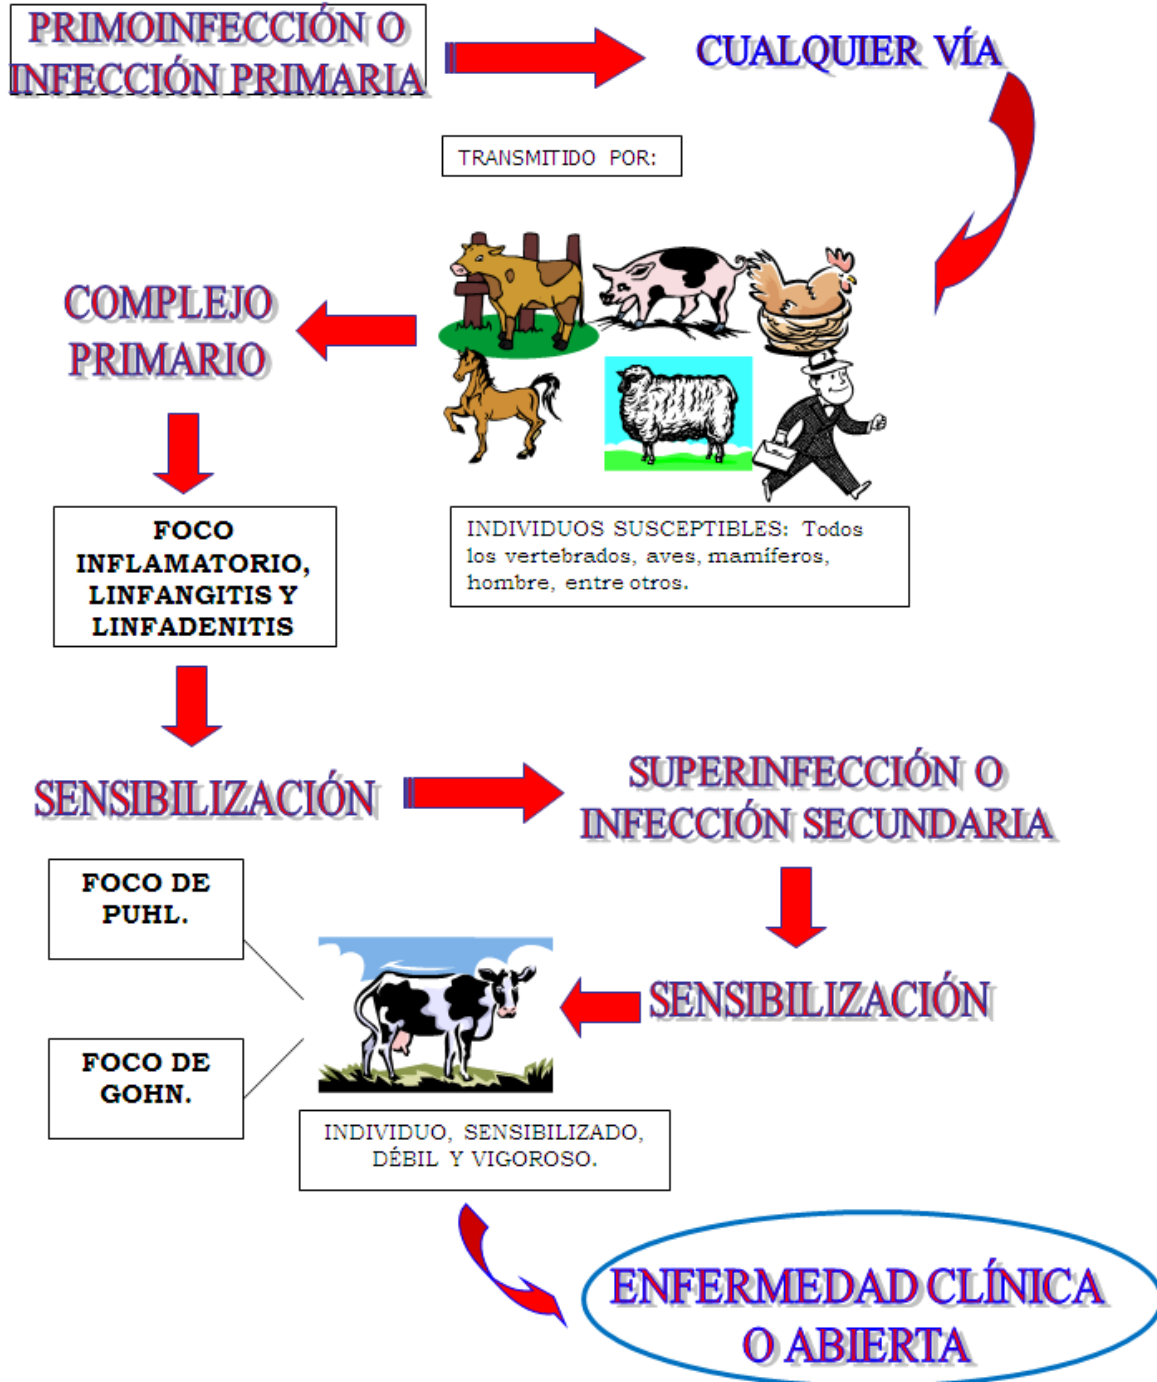 PRIMOINFECCIÓN O
INFECCIÓN PRIMARIA
CUALQUIER VÍA
TRANSMITIDO POR:
COMPLEJO
PRIMARIO
FOCO
INFLAMATORIO,
LINFANGITIS Y
LINFADENITIS
INDIVIDUOS SUSCEPTIBLES: Todos
los vertebrados, aves, mamíferos,
hombre, entre otros.
SENSIBILIZACIÓN
SUPERINFECCIÓN O
INFECCIÓN SECUNDARIA
FOCO DE
PUHL.
SENSIBILIZACIÓN
FOCO DE
GOHN.
INDIVIDUO, SENSIBILIZADO,
DÉBIL Y VIGOROSO.
ENFERMEDAD CLÍNICA
O ABIERTA